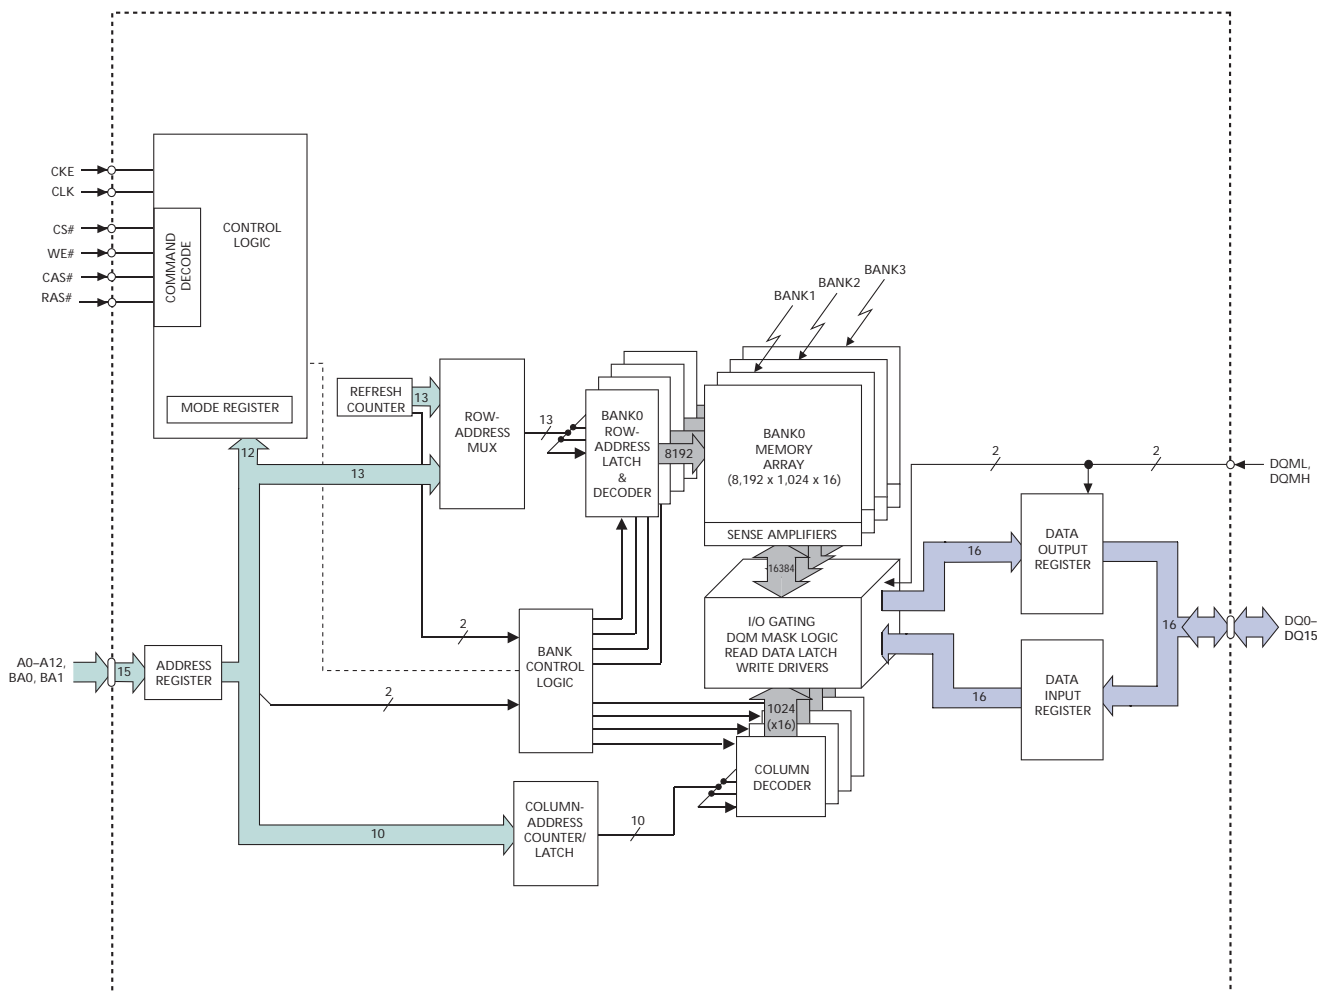 CKE
CLK
CS#
WE#
CAS#
RAS#
COMMAND
DECODE
CONTROL
LOGIC
MODE REGISTER
12
13
REFRESH
COUNTER
13
ROW-
ADDRESS
MUX
13
BANK0
ROW-
ADDRESS
LATCH
&
DECODER
8192
BANK1
BANK2
BANK3
BANK0
MEMORY
ARRAY
(8,192 x 1,024 x 16)
SENSE AMPLIFIERS
16384
I/O GATING
DQM MASK LOGIC
READ DATA LATCH
WRITE DRIVERS
2
2
DQML,
DQMH
16
DATA
OUTPUT
REGISTER
16
DQ0–
DQ15
16
DATA
INPUT
REGISTER
A0–A12,
BA0, BA1
15
ADDRESS
REGISTER
2
2
BANK
CONTROL
LOGIC
1024
(x16)
COLUMN
DECODER
10
COLUMN-
ADDRESS
COUNTER/
LATCH
10